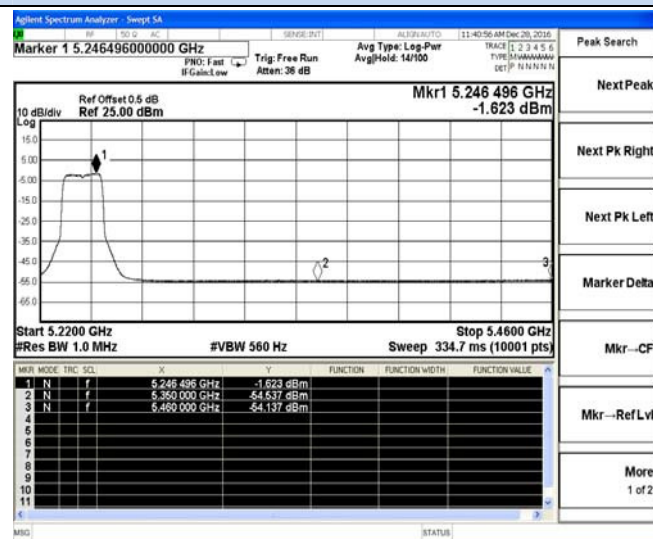 Agilent Spectrum Analyzer - Swept SA
RF 50 Ω AC SENSE:INT ALIGN AUTO 11:40:56 AM Dec 28, 2016
Marker 1 5.246496000000 GHz
PNO: Fast
IFGain:Low
Trig: Free Run
Atten: 36 dB
Avg Type: Log-Pwr
Avg|Hold: 14/100
TRACE 1 2 3 4 5 6
TYPE M
DET P N N N N N
Peak Search
Next Peak
Next Pk Right
Next Pk Left
Marker Delta
Mkr→CF
Mkr→Ref Lvl
More
1 of 2
Ref Offset 0.5 dB
10 dB/div Ref 25.00 dBm
Log
Mkr1 5.246 496 GHz
-1.623 dBm
15.0
5.00
-5.00
-15.0
-25.0
-35.0
-45.0
-55.0
-65.0
1
2
3
Start 5.2200 GHz Stop 5.4600 GHz
#Res BW 1.0 MHz #VBW 560 Hz Sweep 334.7 ms (10001 pts)
MKR MODE TRC SCL X Y FUNCTION FUNCTION WIDTH FUNCTION VALUE
1 N f 5.246 496 GHz -1.623 dBm
2 N f 5.350 000 GHz -54.537 dBm
3 N f 5.460 000 GHz -54.137 dBm
4
5
6
7
8
9
10
11
MSG STATUS